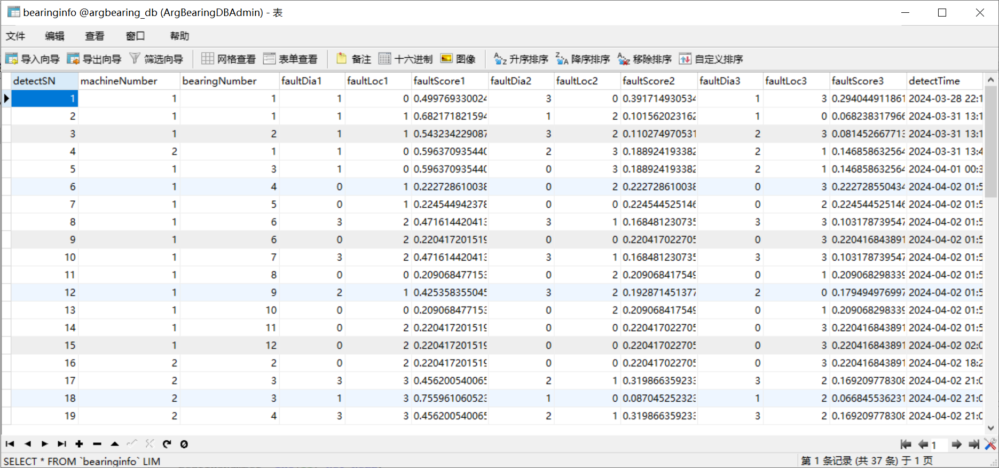 bearinginfo @argbearing_db (ArgBearingDBAdmin) - 表
文件 编辑 查看 窗口 帮助
导入向导 导出向导 筛选向导 网格查看 表单查看 备注 十六进制 图像 升序排序 降序排序 移除排序 自定义排序
detectSN machineNumber bearingNumber faultDia1 faultLoc1 faultScore1 faultDia2 faultLoc2 faultScore2 faultDia3 faultLoc3 faultScore3 detectTime
1 1 1 1 0 0.499769330024 3 0 0.391714930534 1 3 0.294044911861 2024-03-28 22:1
2 1 1 1 1 0.682171821594 1 2 0.101562023162 1 0 0.068238317966 2024-03-31 13:1
3 1 2 1 1 0.543234229087 3 2 0.110274970531 2 3 0.081452667713 2024-03-31 13:1
4 2 1 1 0 0.596370935440 2 3 0.188924193382 2 1 0.146858632564 2024-03-31 13:4
5 1 3 1 0 0.596370935440 0 3 0.188924193382 2 1 0.146858632564 2024-04-01 00:3
6 1 4 0 1 0.222728610038 0 2 0.222728610038 0 3 0.222728550434 2024-04-02 01:5
7 1 5 0 1 0.224544942378 0 0 0.224544525146 0 2 0.224544525146 2024-04-02 01:5
8 1 6 3 2 0.471614420413 3 1 0.168481230735 3 3 0.103178739547 2024-04-02 01:5
9 1 6 0 2 0.220417201519 0 0 0.220417022705 0 3 0.220416843891 2024-04-02 01:5
10 1 7 3 2 0.471614420413 3 1 0.168481230735 3 3 0.103178739547 2024-04-02 01:5
11 1 8 0 0 0.209068477153 0 2 0.209068417549 0 1 0.209068298339 2024-04-02 01:5
12 1 9 2 1 0.425358355045 3 2 0.192871451377 2 0 0.179494976997 2024-04-02 01:5
13 1 10 0 0 0.209068477153 0 2 0.209068417549 0 1 0.209068298339 2024-04-02 01:5
14 1 11 0 2 0.220417201519 0 0 0.220417022705 0 3 0.220416843891 2024-04-02 01:5
15 1 12 0 2 0.220417201519 0 0 0.220417022705 0 3 0.220416843891 2024-04-02 02:0
16 2 2 0 2 0.220417201519 0 0 0.220417022705 0 3 0.220416843891 2024-04-02 18:2
17 2 3 3 3 0.456200540065 2 1 0.319866359233 3 2 0.169209778308 2024-04-02 21:0
18 2 3 1 3 0.755961060523 1 0 0.087045252323 1 2 0.066845536231 2024-04-02 21:0
19 2 4 3 3 0.456200540065 2 1 0.319866359233 3 2 0.169209778308 2024-04-02 21:0
1
SELECT * FROM `bearinginfo` LIM 第 1 条记录 (共 37 条) 于 1 页